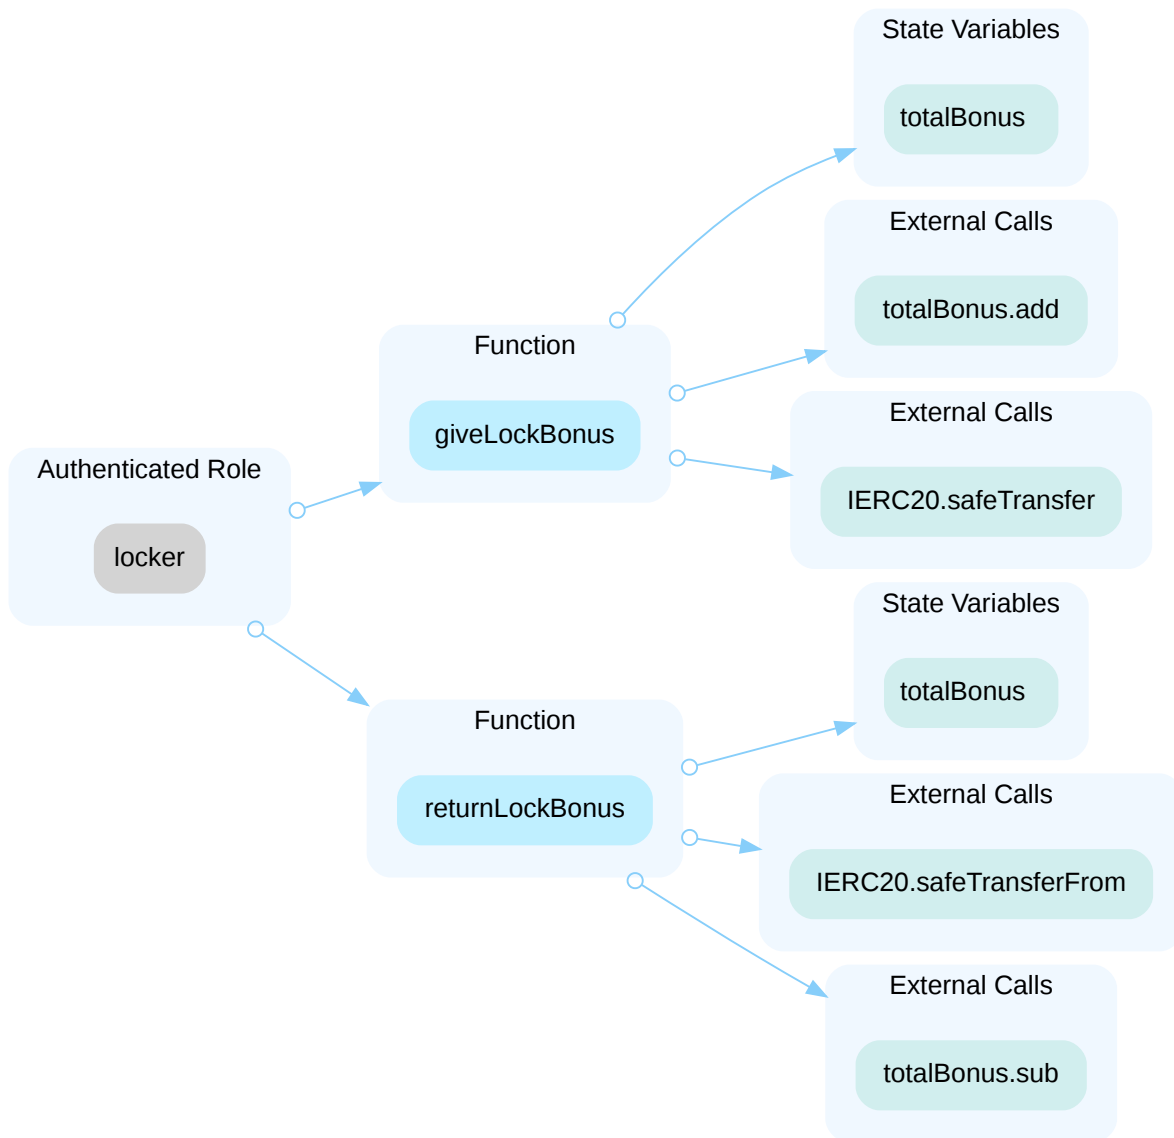 Authenticated Role
locker
Function
giveLockBonus
State Variables
totalBonus
External Calls
totalBonus.add
External Calls
IERC20.safeTransfer
Function
returnLockBonus
State Variables
totalBonus
External Calls
IERC20.safeTransferFrom
External Calls
totalBonus.sub